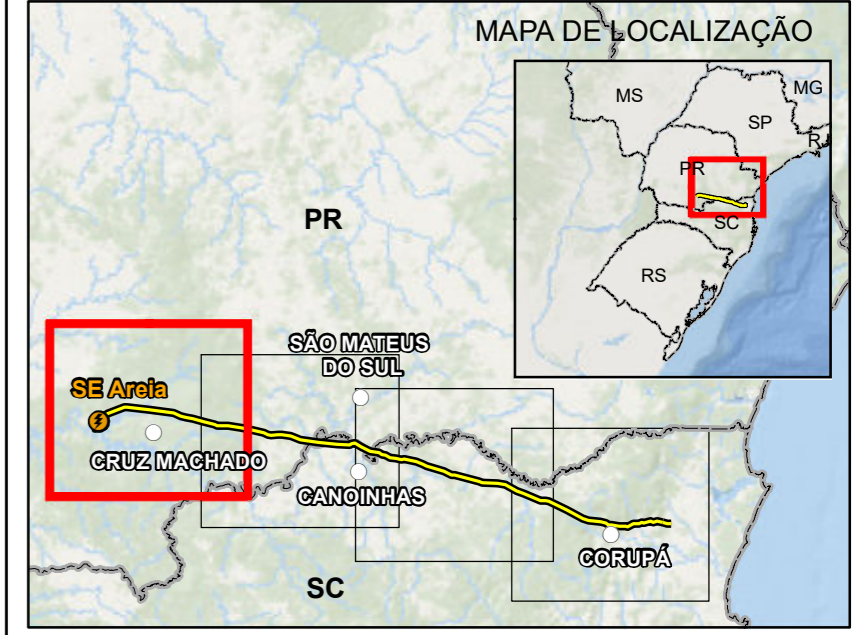 MAPA DE LOCALIZAÇÃO
MS
MG
SP
RJ
PR
SC
RS
PR
SÃO MATEUS
DO SUL
SE Areia
CRUZ MACHADO
CANOINHAS
CORUPÁ
SC